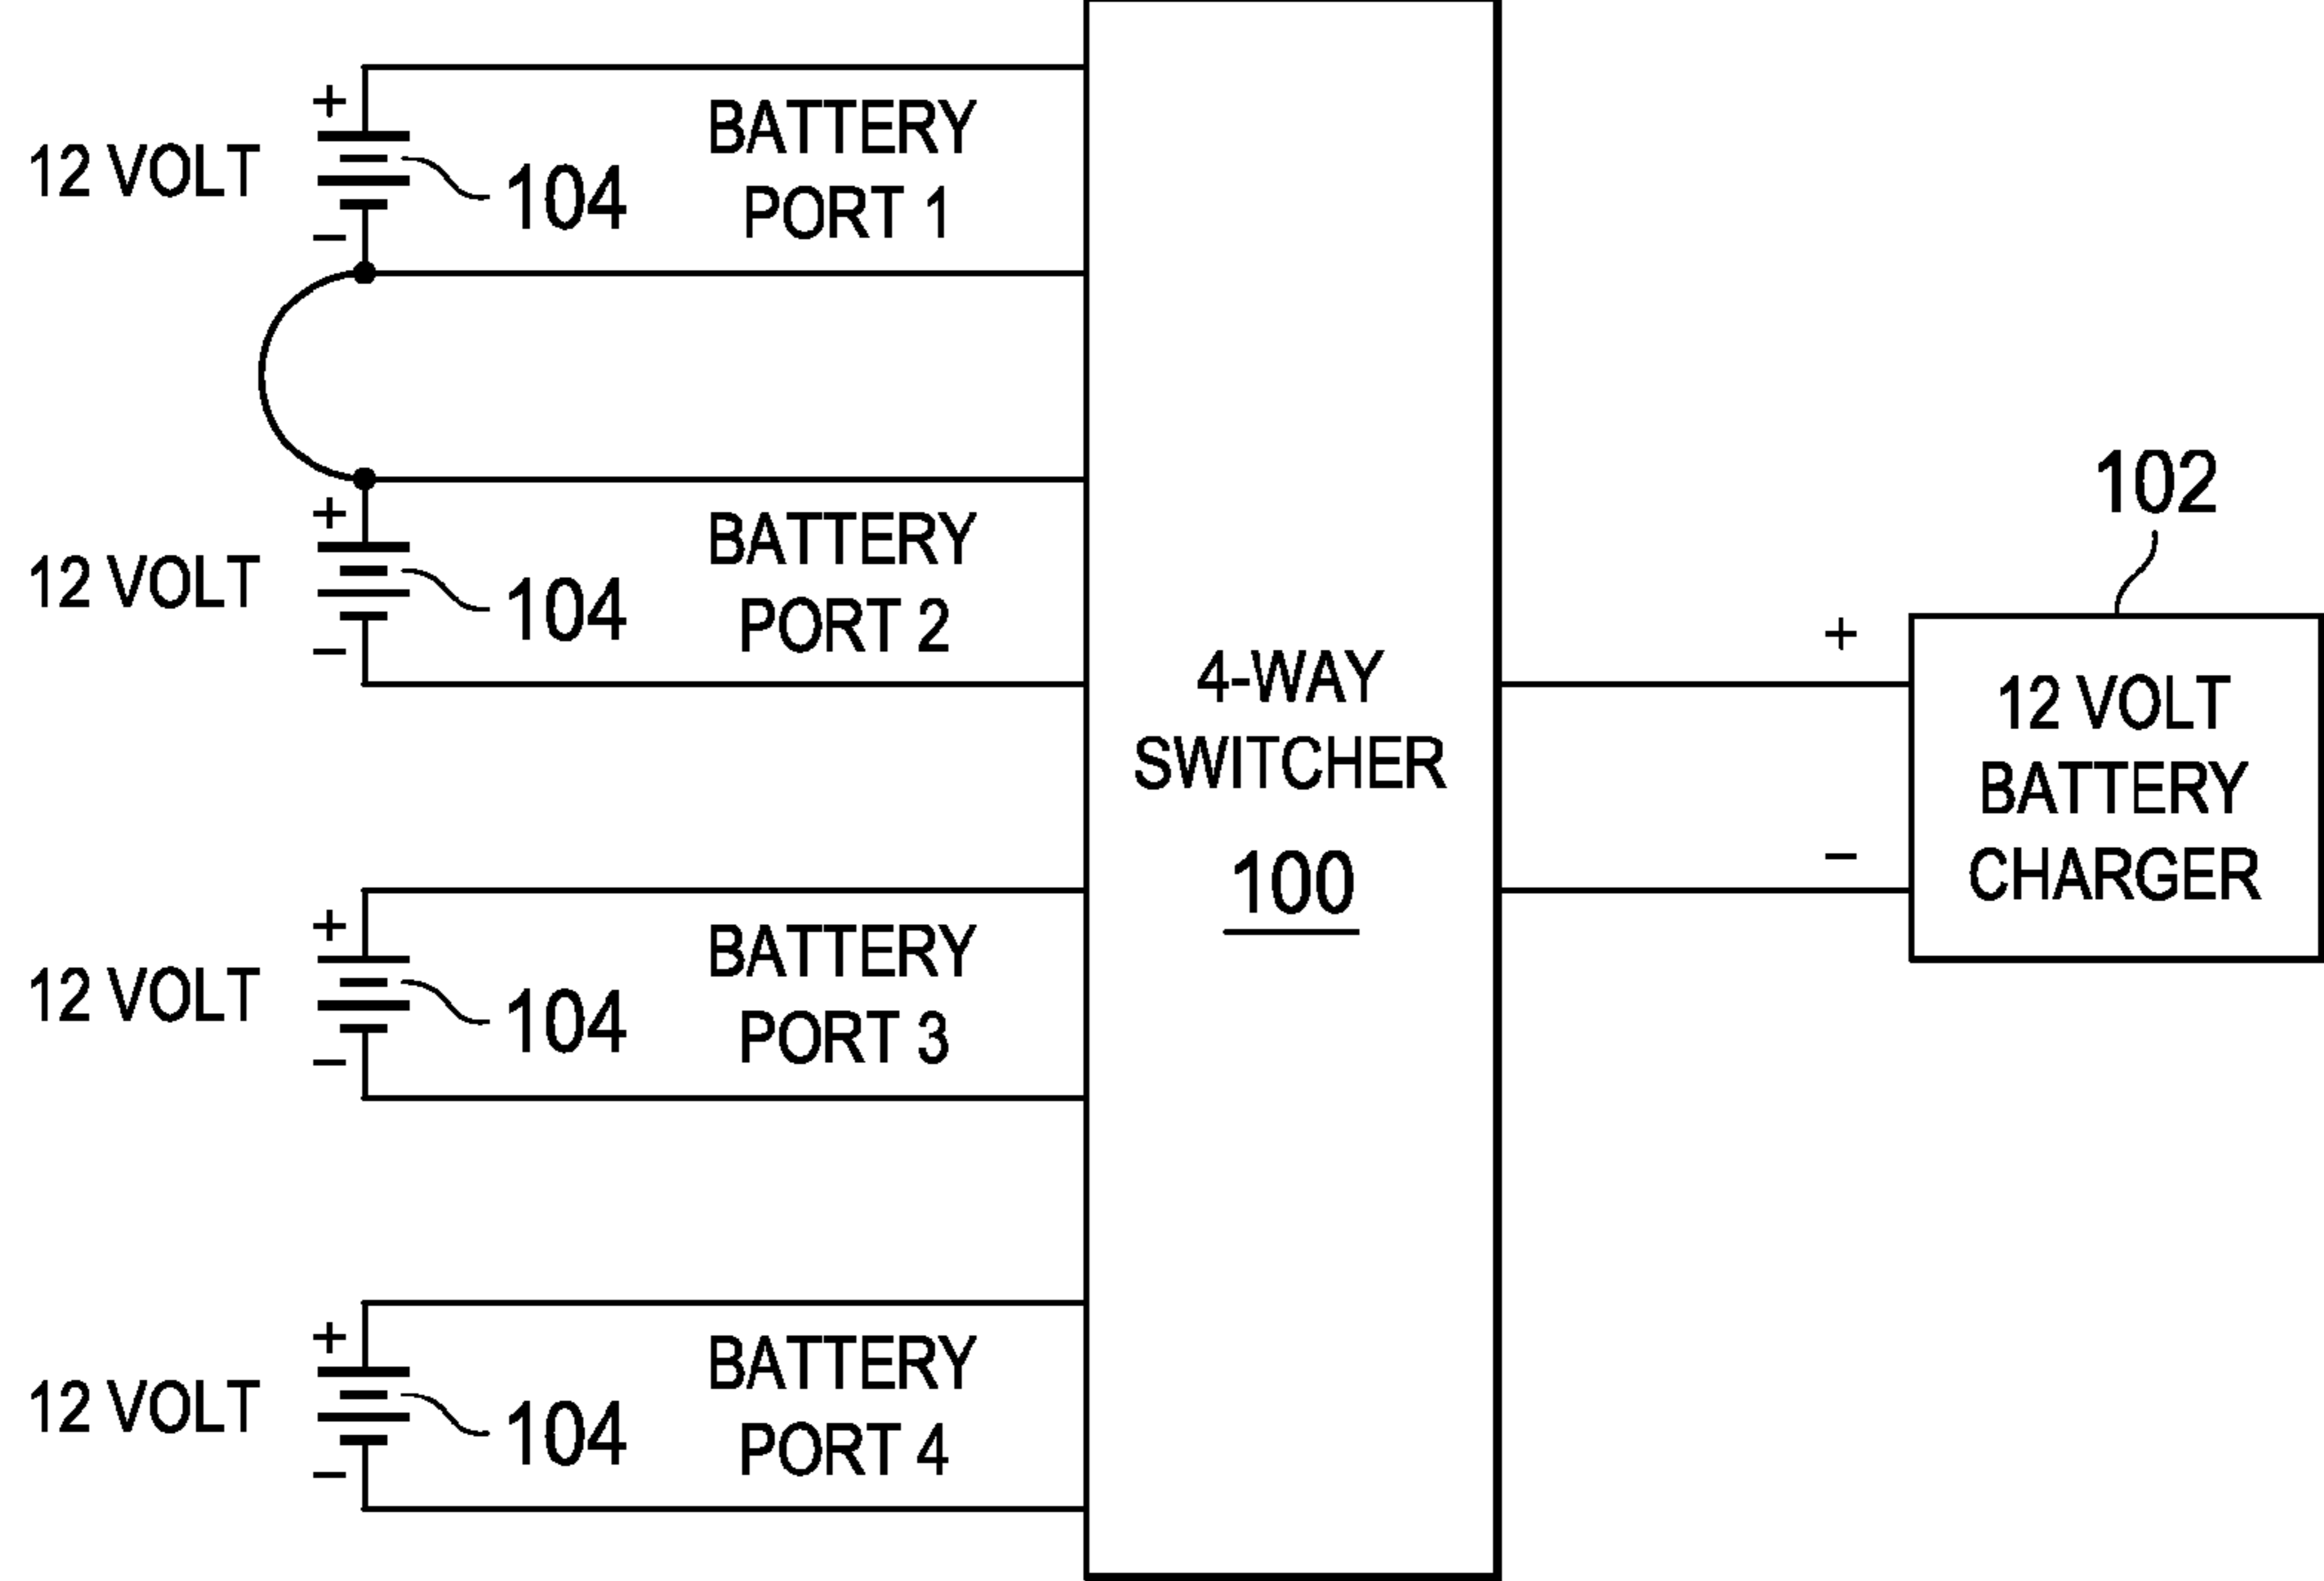 +
12 VOLT
−
104
BATTERY
PORT 1
+
12 VOLT
−
104
BATTERY
PORT 2
+
12 VOLT
−
104
BATTERY
PORT 3
+
12 VOLT
−
104
BATTERY
PORT 4
4-WAY
SWITCHER
100
+
−
102
12 VOLT
BATTERY
CHARGER